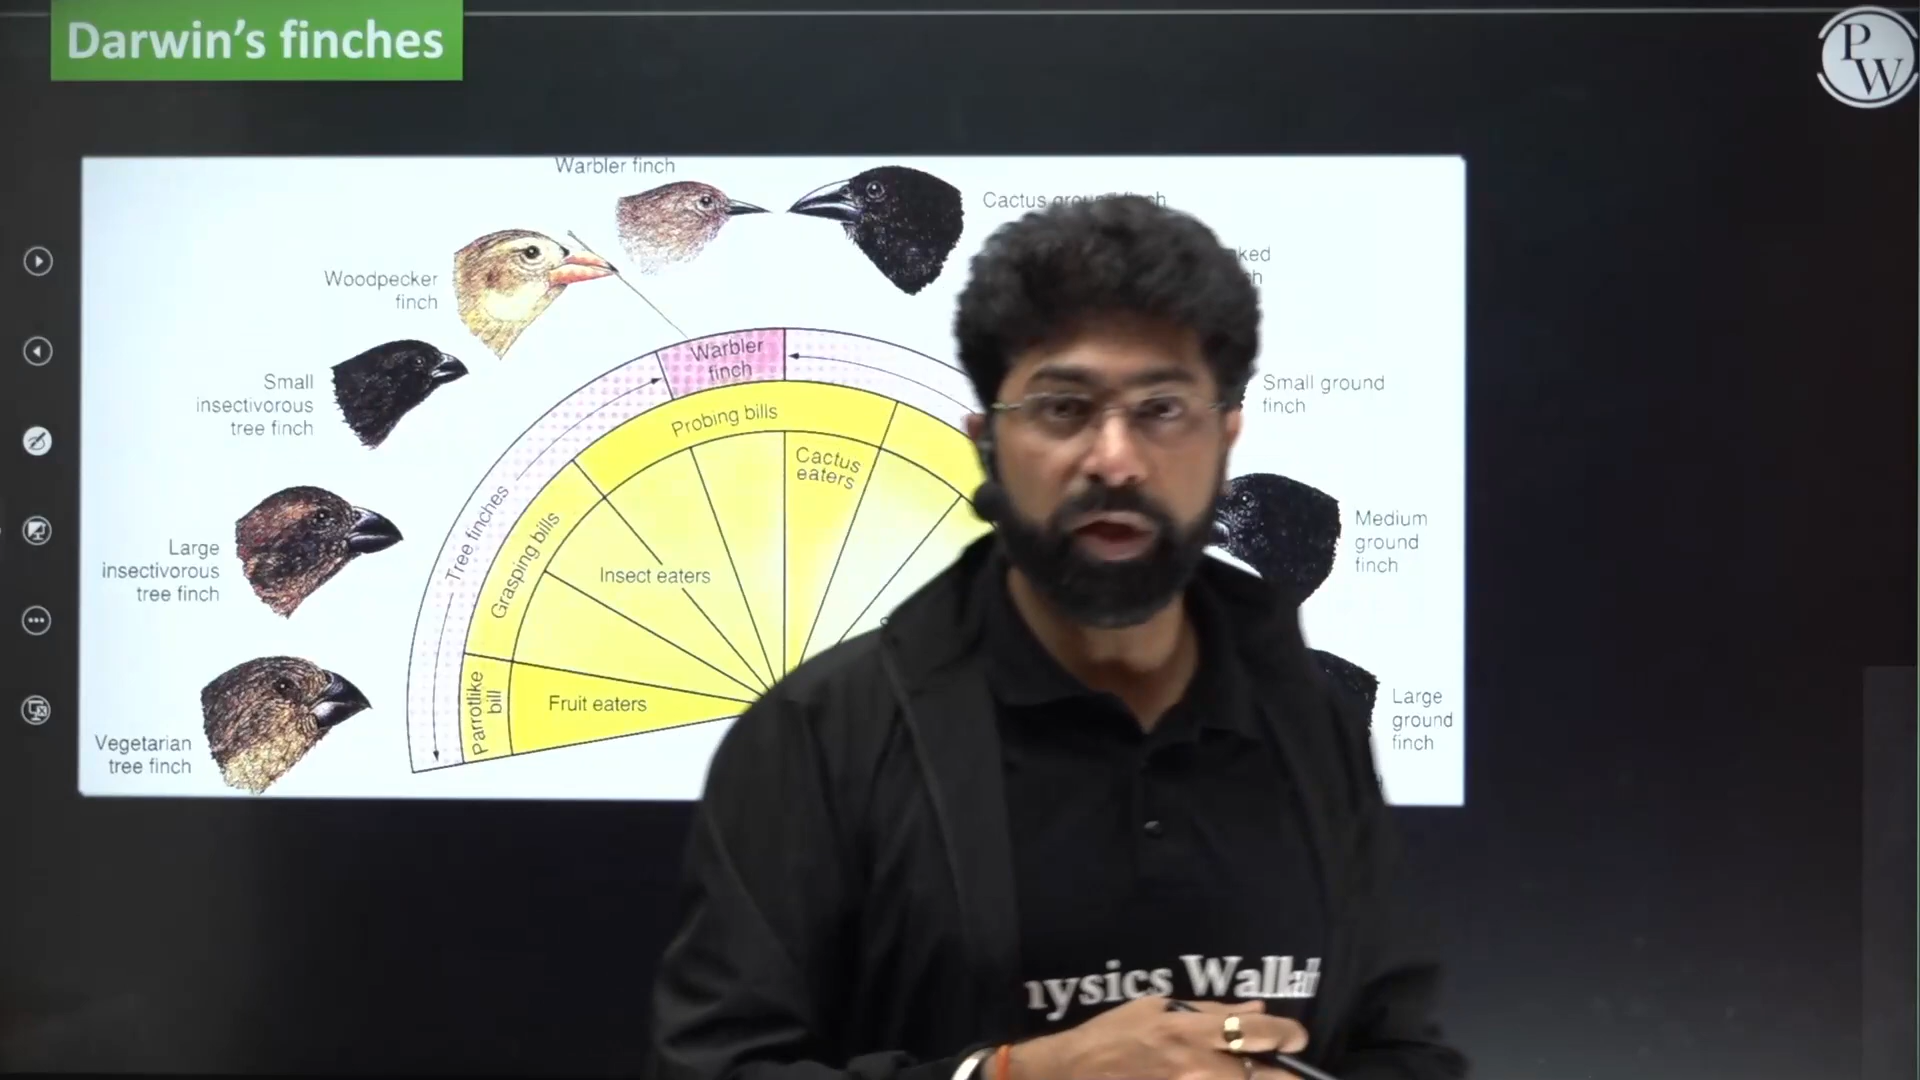 Darwin's finches
P
W
Warbler finch
Cactus ground finch
Woodpecker
finch
Small
insectivorous
tree finch
Small ground
finch
Warbler
finch
Probing bills
Cactus
eaters
Tree finches
Grasping bills
Insect eaters
Large
insectivorous
tree finch
Medium
ground
finch
Parrotlike
bill
Fruit eaters
Vegetarian
tree finch
Large
ground
finch
Physics Wallah